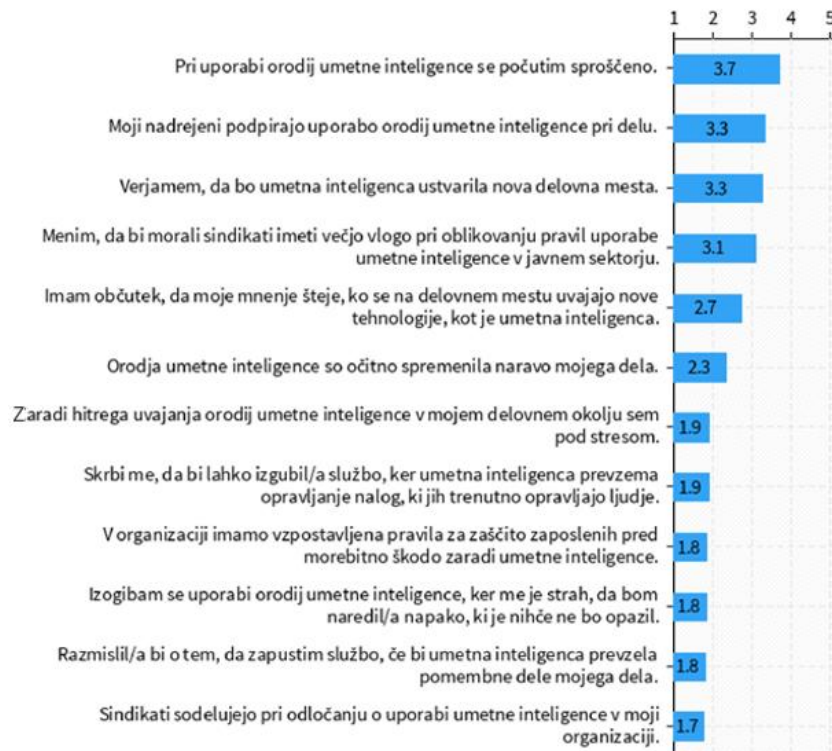 1 2 3 4 5
Pri uporabi orodij umetne inteligence se počutim sproščeno.
3.7
Moji nadrejeni podpirajo uporabo orodij umetne inteligence pri delu.
3.3
Verjamem, da bo umetna inteligenca ustvarila nova delovna mesta.
3.3
Menim, da bi morali sindikati imeti večjo vlogo pri oblikovanju pravil uporabe
umetne inteligence v javnem sektorju.
3.1
Imam občutek, da moje mnenje šteje, ko se na delovnem mestu uvajajo nove
tehnologije, kot je umetna inteligenca.
2.7
Orodja umetne inteligence so očitno spremenila naravo mojega dela.
2.3
Zaradi hitrega uvajanja orodij umetne inteligence v mojem delovnem okolju sem
pod stresom.
1.9
Skrbi me, da bi lahko izgubil/a službo, ker umetna inteligenca prevzema
opravljanje nalog, ki jih trenutno opravljajo ljudje.
1.9
V organizaciji imamo vzpostavljena pravila za zaščito zaposlenih pred
morebitno škodo zaradi umetne inteligence.
1.8
Izogibam se uporabi orodij umetne inteligence, ker me je strah, da bom
naredil/a napako, ki je nihče ne bo opazil.
1.8
Razmislil/a bi o tem, da zapustim službo, če bi umetna inteligenca prevzela
pomembne dele mojega dela.
1.8
Sindikati sodelujejo pri odločanju o uporabi umetne inteligence v moji
organizaciji.
1.7